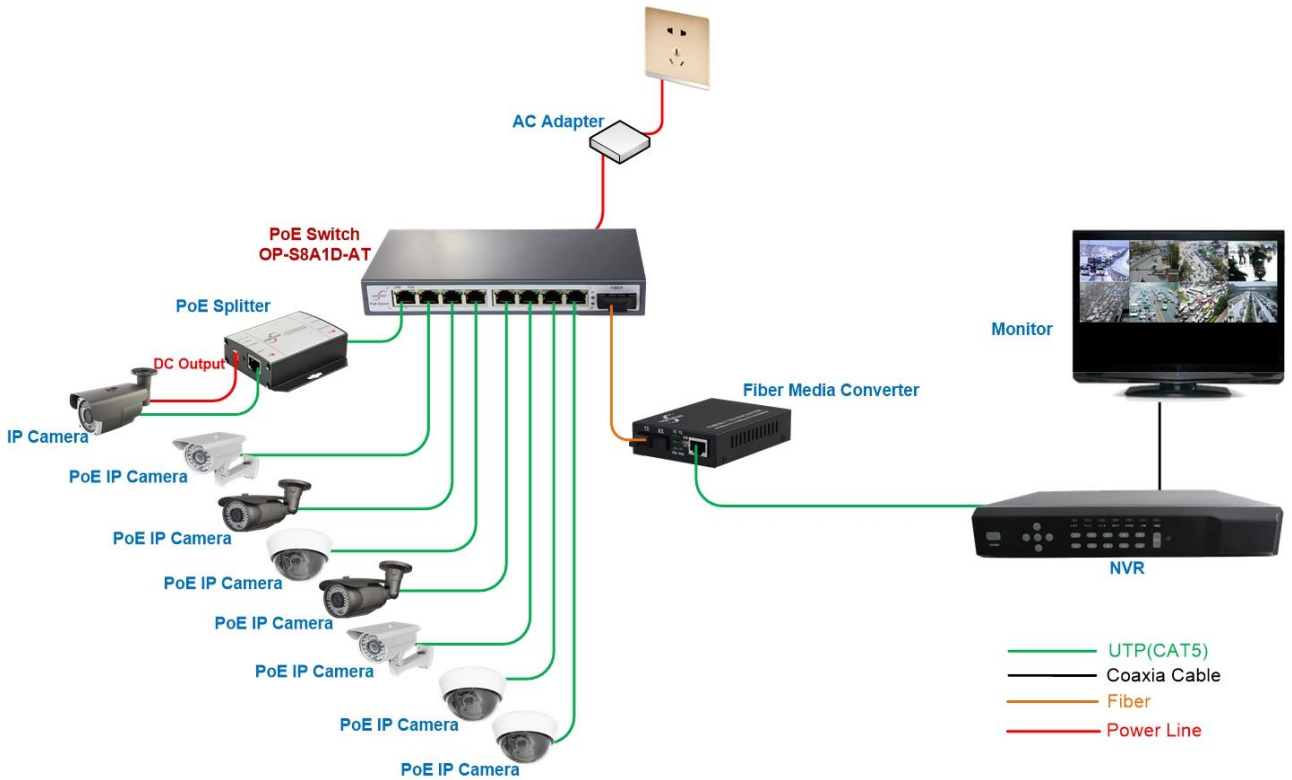 AC Adapter
PoE Switch
OP-S8A1D-AT
PoE Splitter
DC Output
IP Camera
PoE IP Camera
PoE IP Camera
PoE IP Camera
PoE IP Camera
PoE IP Camera
PoE IP Camera
PoE IP Camera
Fiber Media Converter
TX RX
Monitor
NVR
UTP(CAT5)
Coaxia Cable
Fiber
Power Line